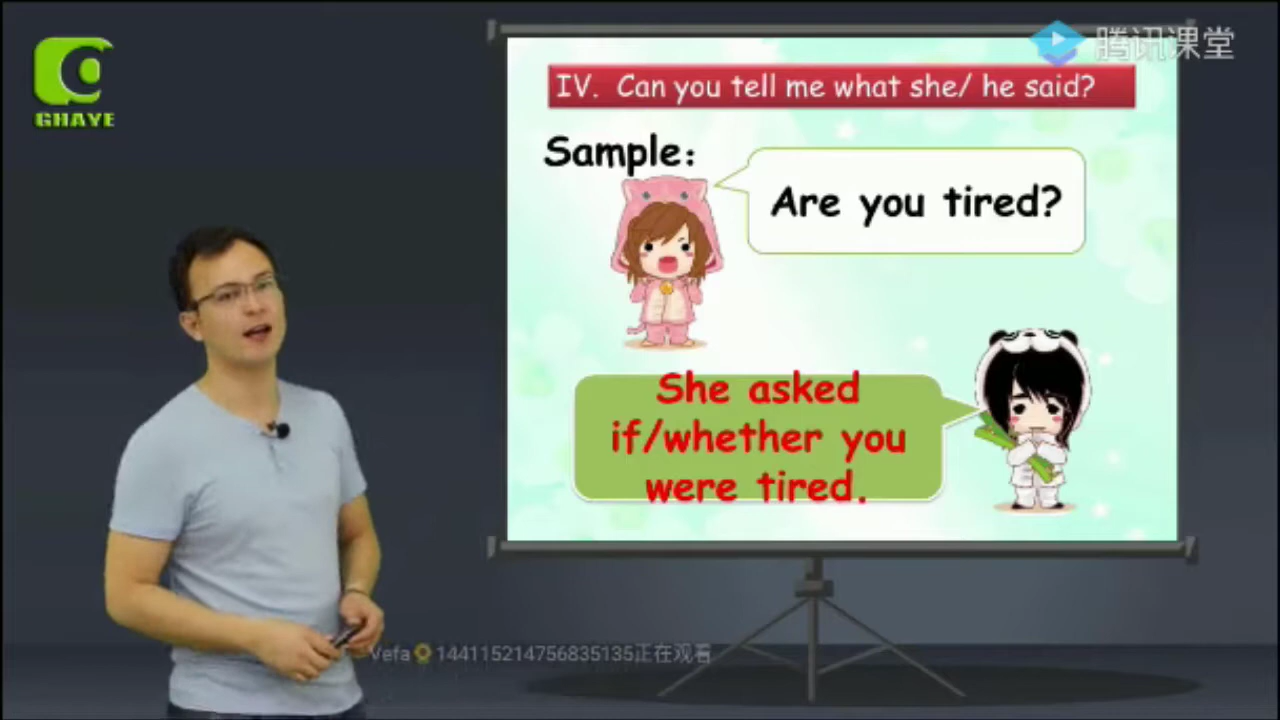 腾讯课堂
GHAYE
IV. Can you tell me what she/ he said?
Sample:
Are you tired?
She asked
if/whether you
were tired.
Vefa 144115214756835135正在观看